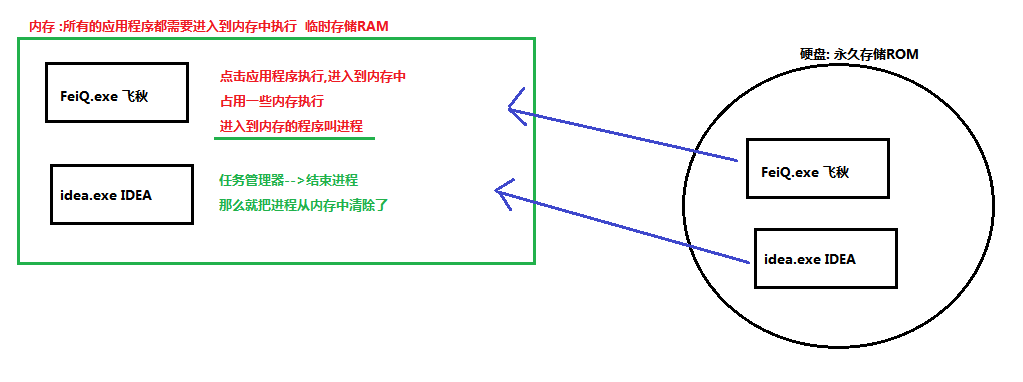 内存 :所有的应用程序都需要进入到内存中执行 临时存储RAM
FeiQ.exe 飞秋
点击应用程序执行,进入到内存中
占用一些内存执行
进入到内存的程序叫进程
idea.exe IDEA
任务管理器-->结束进程
那么就把进程从内存中清除了
硬盘: 永久存储ROM
FeiQ.exe 飞秋
idea.exe IDEA